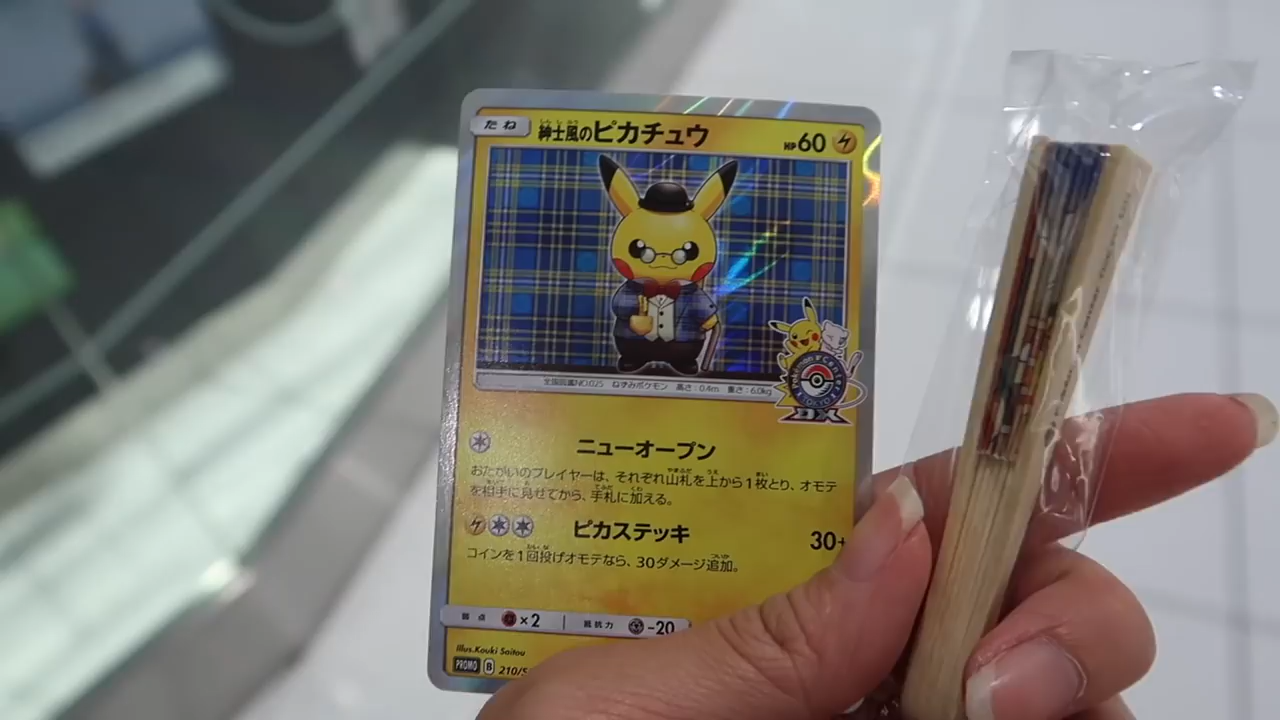 たね 紳士風のピカチュウ HP60
全国図鑑NO.025 ねずみポケモン 高さ:0.4m 重さ:6.0kg
Pokémon Center
TOKYO
DX
ニューオープン
おたがいのプレイヤーは、それぞれ山札を上から1枚とり、オモテ
を相手に見せてから、手札に加える。
ピカステッキ 30+
コインを1回投げオモテなら、30ダメージ追加。
弱点 ×2 抵抗力 -20
Illus.Kouki Saitou
PROMO B 210/S